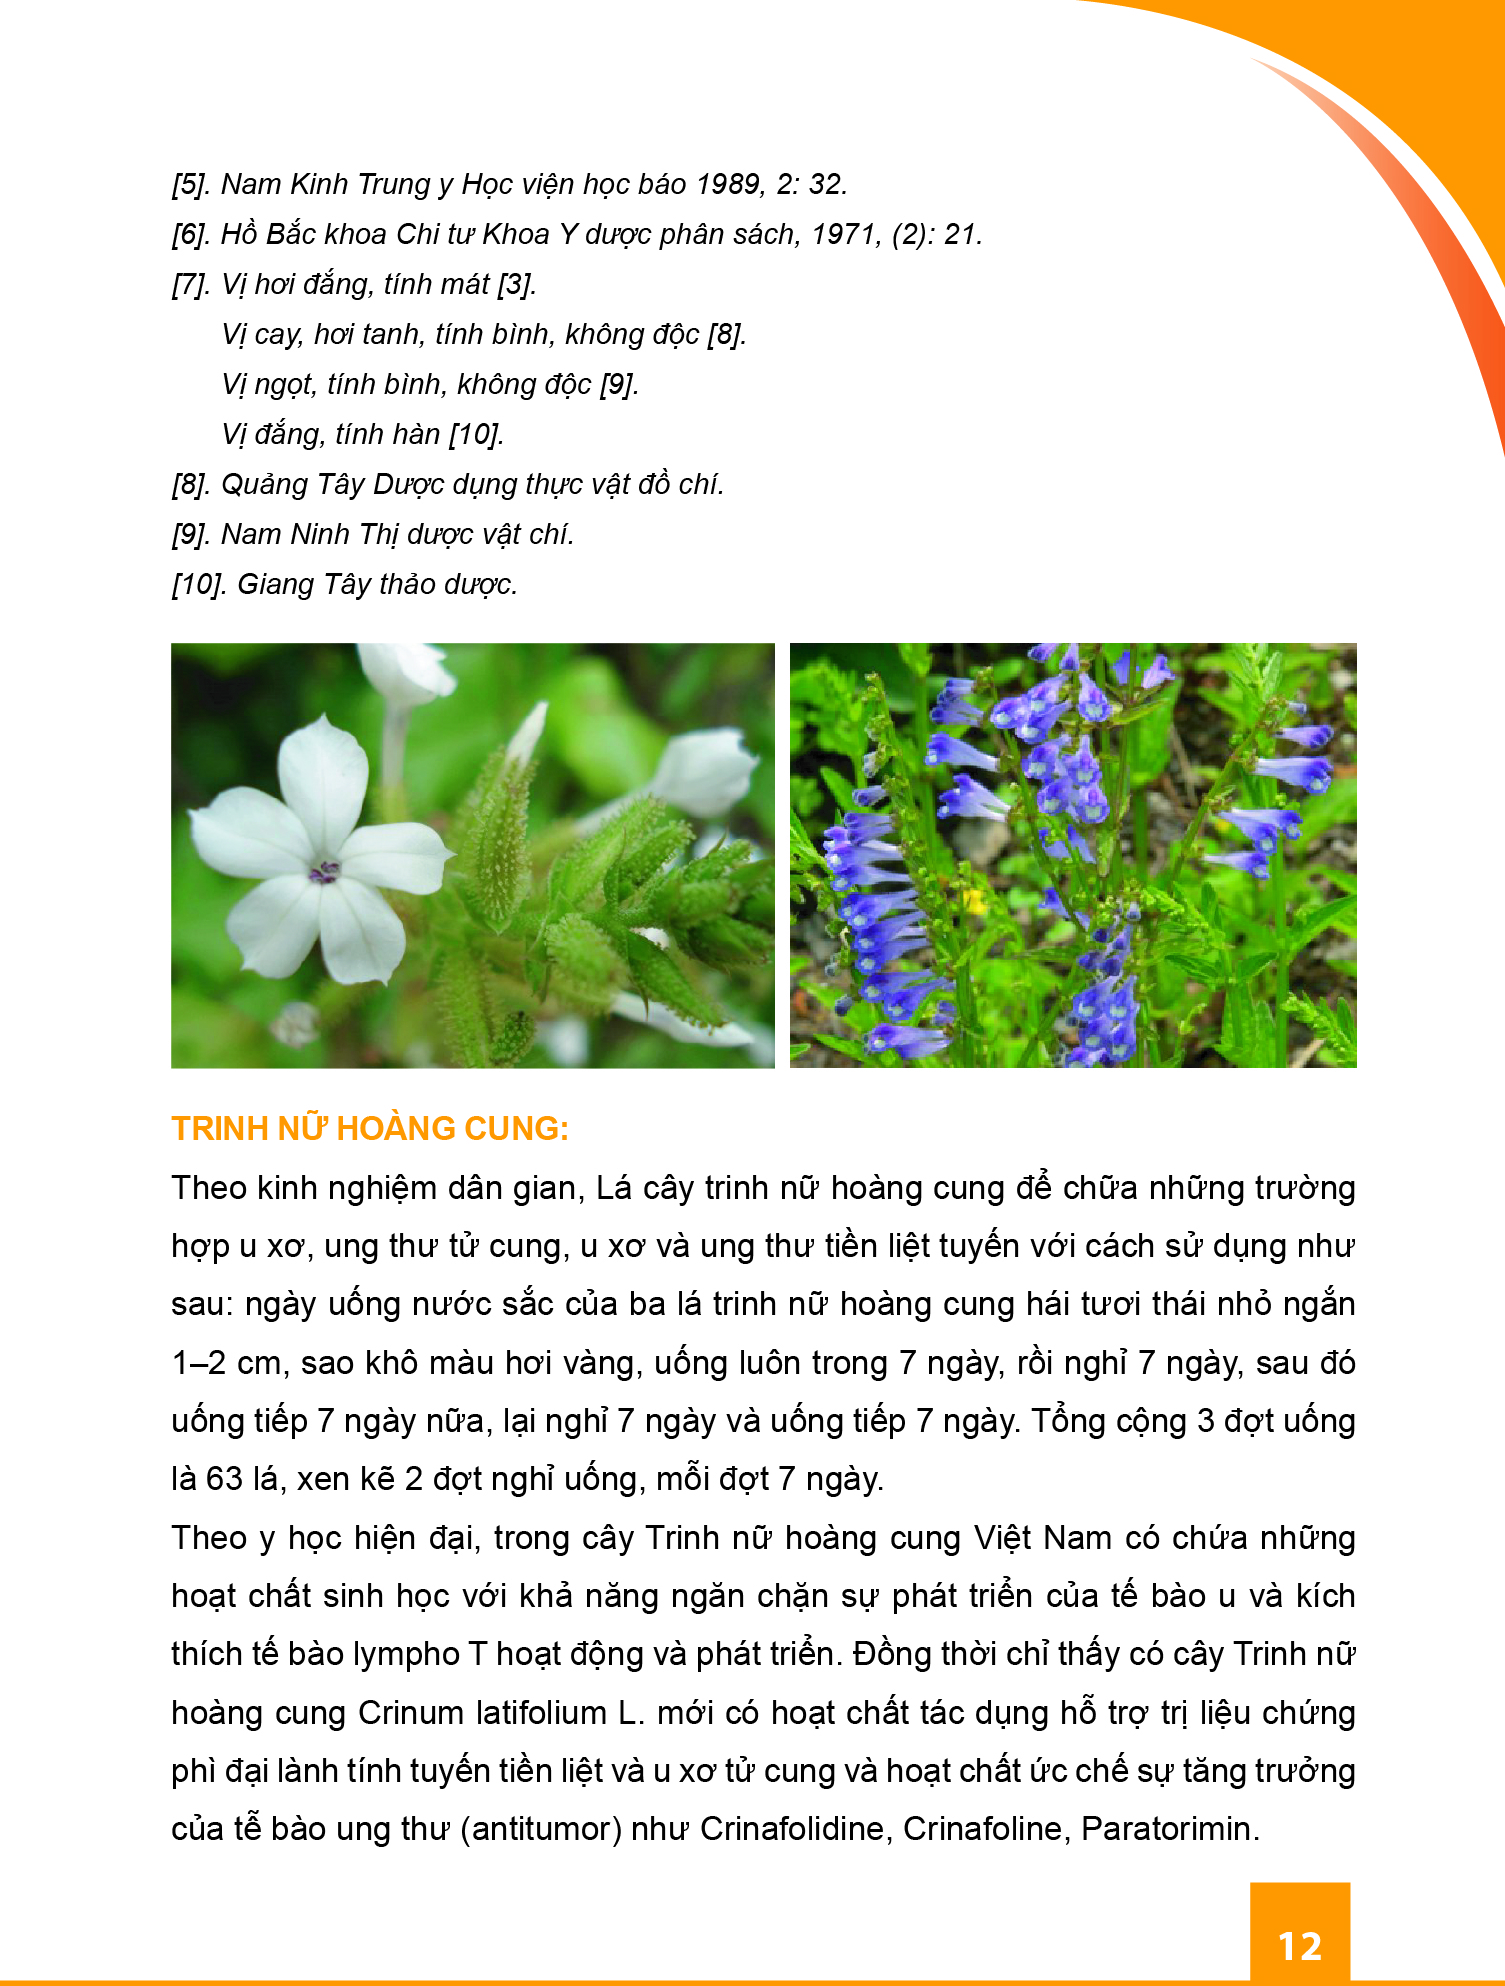 [5]. Nam Kinh Trung y Học viện học báo 1989, 2: 32.
[6]. Hồ Bắc khoa Chi tư Khoa Y dược phân sách, 1971, (2): 21.
[7]. Vị hơi đắng, tính mát [3].
Vị cay, hơi tanh, tính bình, không độc [8].
Vị ngọt, tính bình, không độc [9].
Vị đắng, tính hàn [10].
[8]. Quảng Tây Dược dụng thực vật đồ chí.
[9]. Nam Ninh Thị dược vật chí.
[10]. Giang Tây thảo dược.
TRINH NỮ HOÀNG CUNG:
Theo kinh nghiệm dân gian, Lá cây trinh nữ hoàng cung để chữa những trường
hợp u xơ, ung thư tử cung, u xơ và ung thư tiền liệt tuyến với cách sử dụng như
sau: ngày uống nước sắc của ba lá trinh nữ hoàng cung hái tươi thái nhỏ ngắn
1–2 cm, sao khô màu hơi vàng, uống luôn trong 7 ngày, rồi nghỉ 7 ngày, sau đó
uống tiếp 7 ngày nữa, lại nghỉ 7 ngày và uống tiếp 7 ngày. Tổng cộng 3 đợt uống
là 63 lá, xen kẽ 2 đợt nghỉ uống, mỗi đợt 7 ngày.
Theo y học hiện đại, trong cây Trinh nữ hoàng cung Việt Nam có chứa những
hoạt chất sinh học với khả năng ngăn chặn sự phát triển của tế bào u và kích
thích tế bào lympho T hoạt động và phát triển. Đồng thời chỉ thấy có cây Trinh nữ
hoàng cung Crinum latifolium L. mới có hoạt chất tác dụng hỗ trợ trị liệu chứng
phì đại lành tính tuyến tiền liệt và u xơ tử cung và hoạt chất ức chế sự tăng trưởng
của tễ bào ung thư (antitumor) như Crinafolidine, Crinafoline, Paratorimin.
12